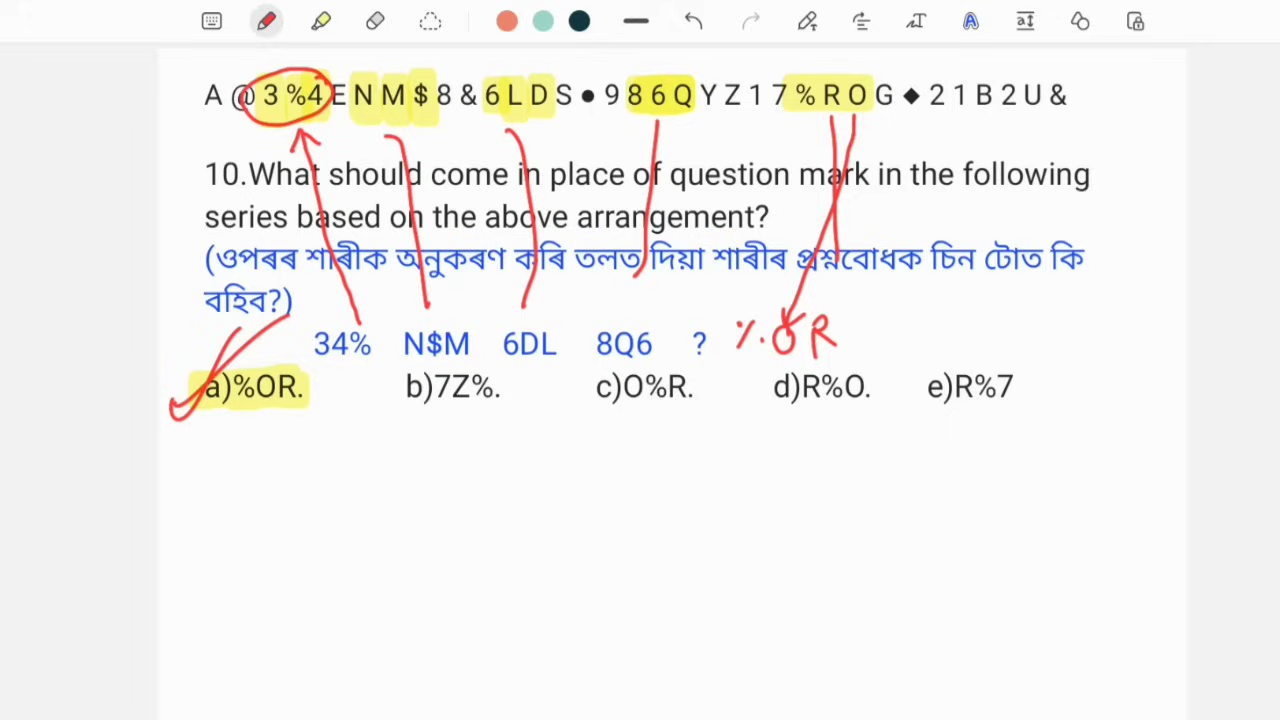 A @ 3 % 4 E N M $ 8 & 6 L D S ● 9 8 6 Q Y Z 1 7 % R O G ◆ 2 1 B 2 U &
10.What should come in place of question mark in the following
series based on the above arrangement?
(ওপৰৰ শাৰীক অনুকৰণ কৰি তলত দিয়া শাৰীৰ প্ৰশ্নবোধক চিন টোত কি
বহিব?)
34% N$M 6DL 8Q6 ? %OR
a)%OR. b)7Z%. c)O%R. d)R%O. e)R%7